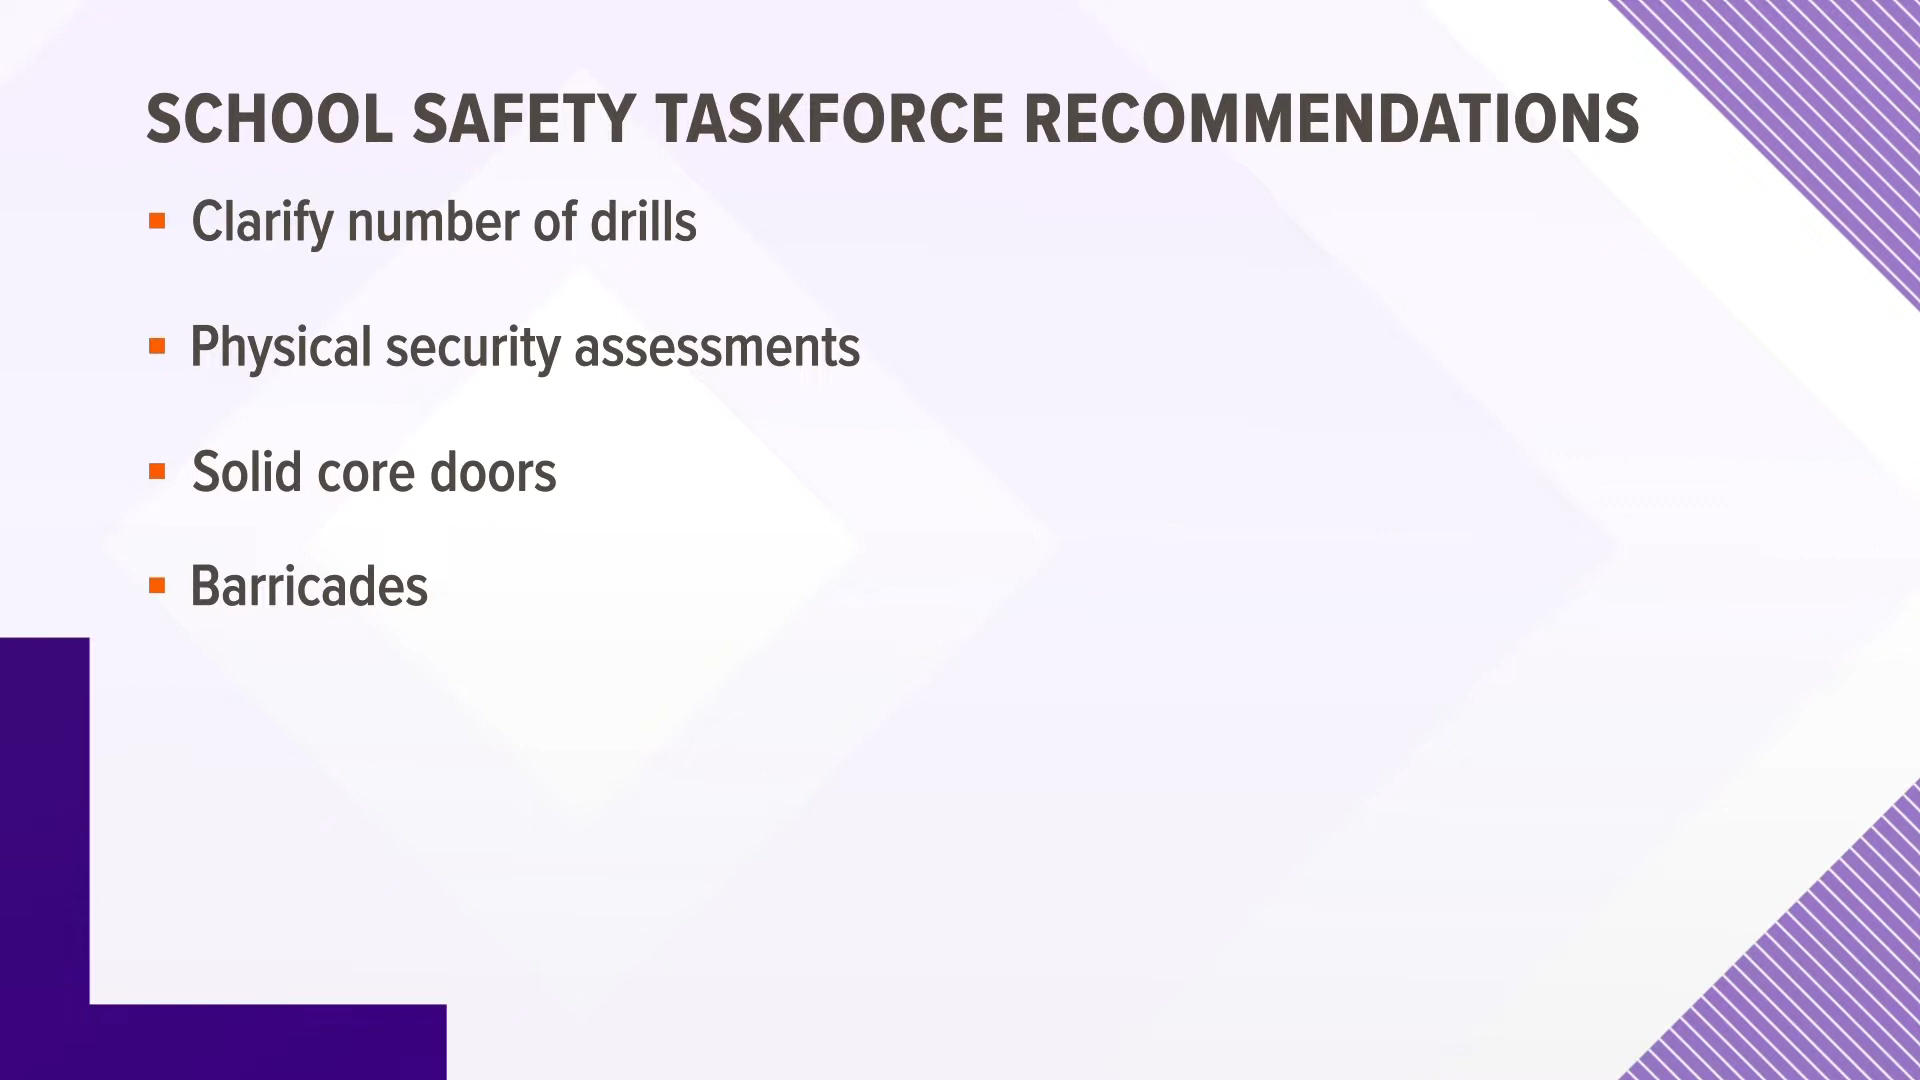 SCHOOL SAFETY TASKFORCE RECOMMENDATIONS
Clarify number of drills
Physical security assessments
Solid core doors
Barricades